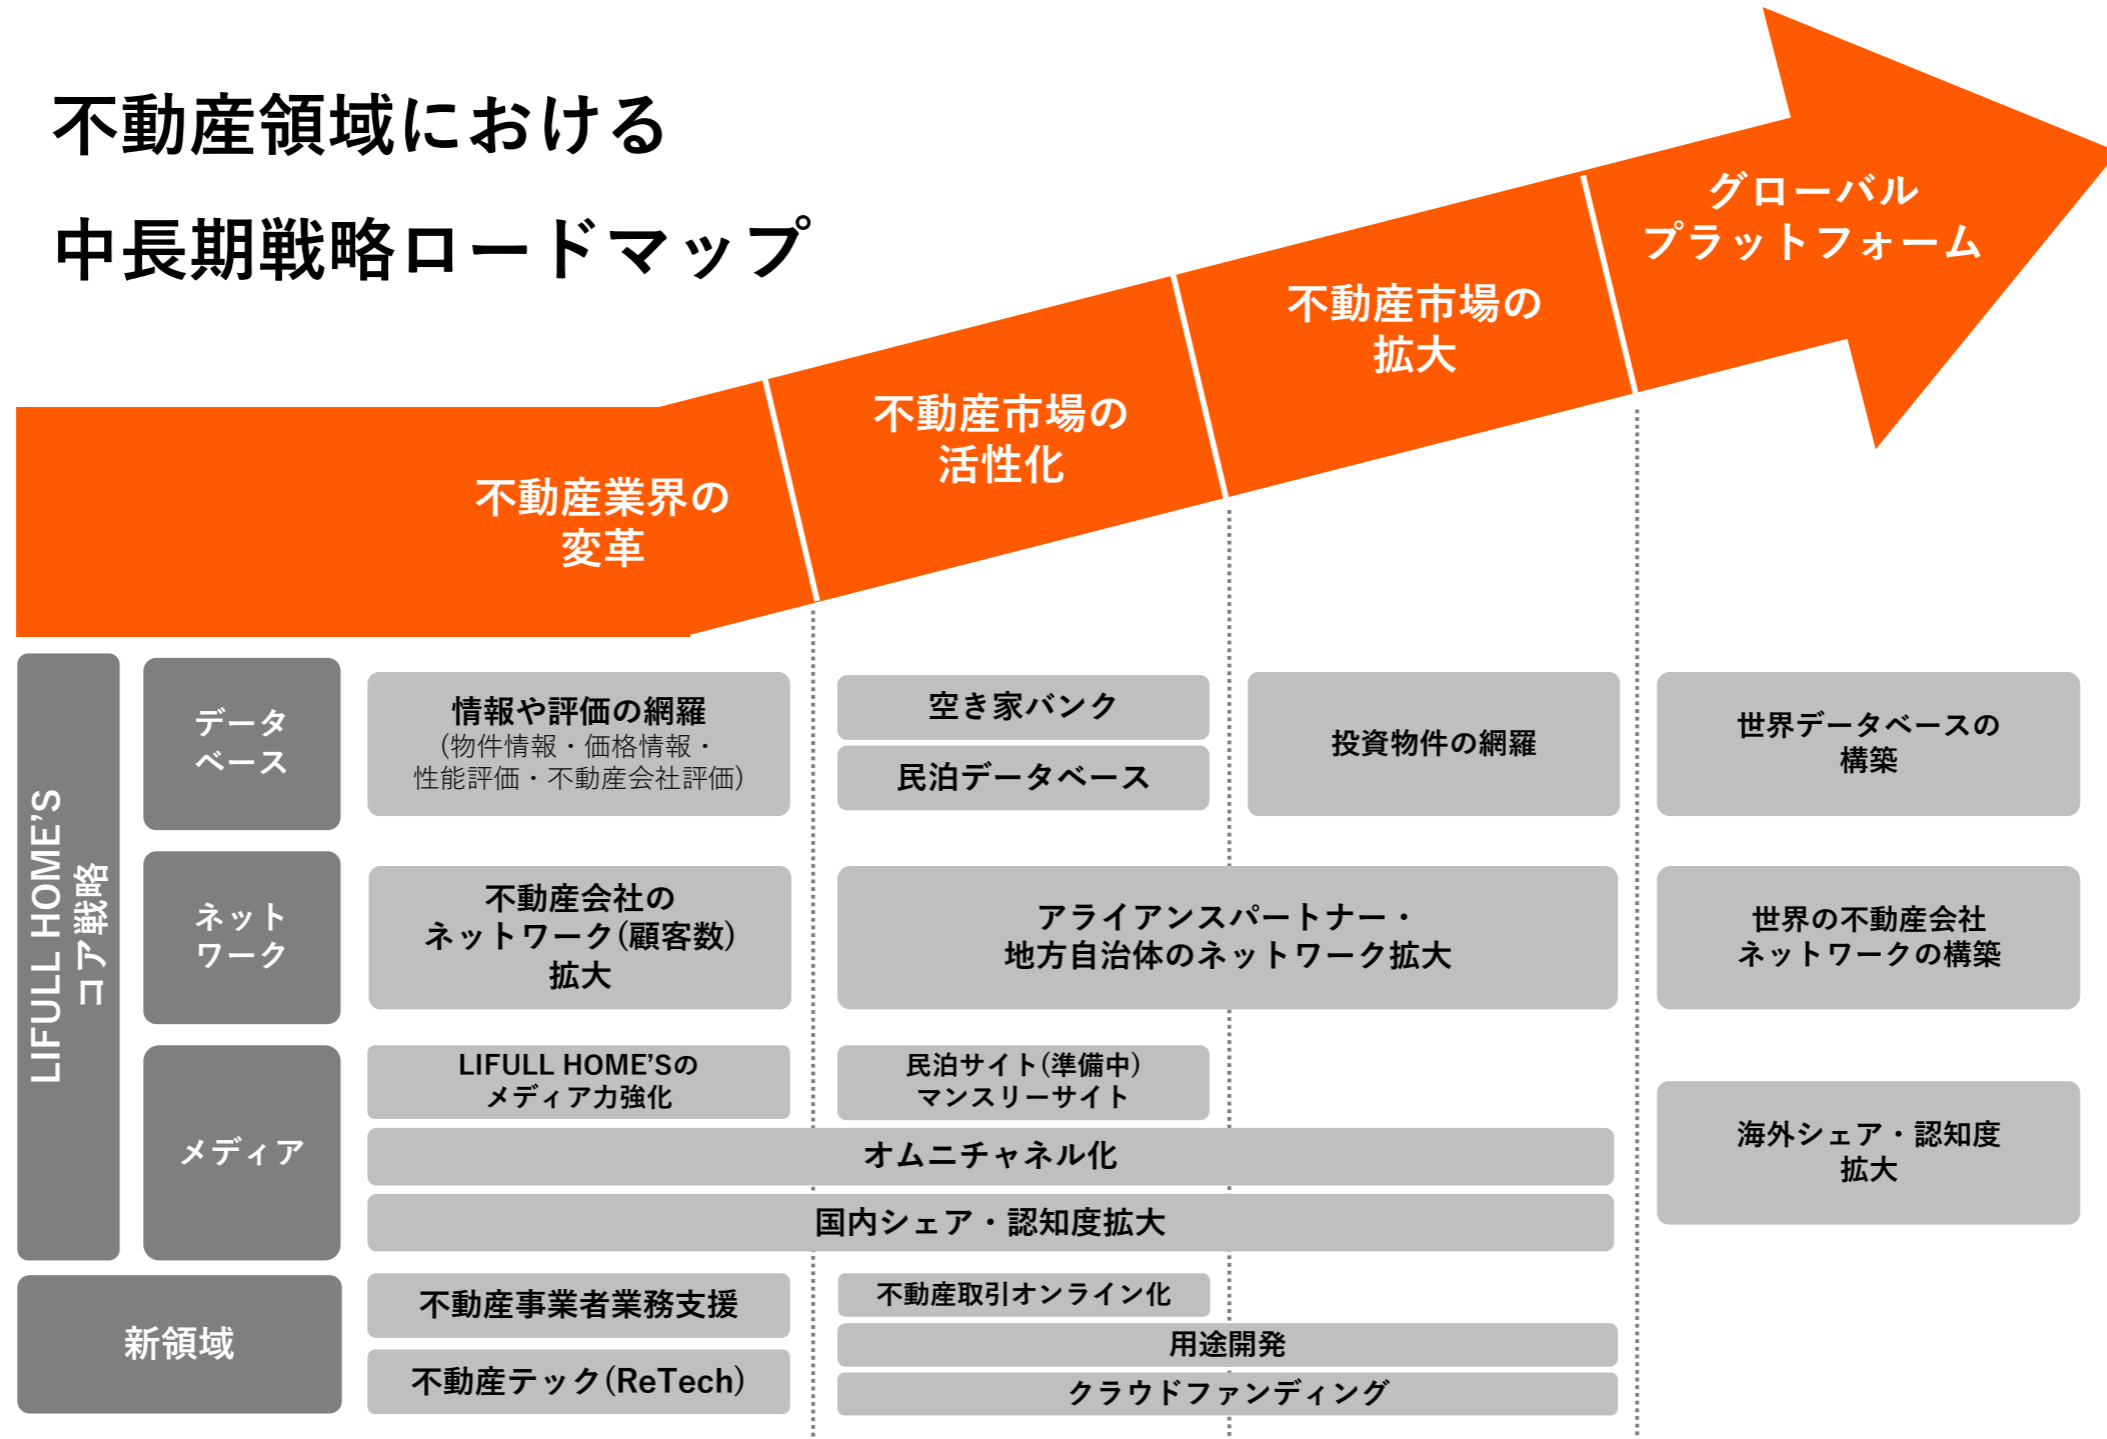 不動産領域における
中長期戦略ロードマップ
不動産業界の
変革
不動産市場の
活性化
不動産市場の
拡大
グローバル
プラットフォーム
LIFULL HOME’S
コア戦略
データ
ベース
情報や評価の網羅
(物件情報・価格情報・
性能評価・不動産会社評価)
空き家バンク
民泊データベース
投資物件の網羅
世界データベースの
構築
ネット
ワーク
不動産会社の
ネットワーク(顧客数)
拡大
アライアンスパートナー・
地方自治体のネットワーク拡大
世界の不動産会社
ネットワークの構築
メディア
LIFULL HOME’Sの
メディア力強化
民泊サイト(準備中)
マンスリーサイト
オムニチャネル化
国内シェア・認知度拡大
海外シェア・認知度
拡大
新領域
不動産事業者業務支援
不動産テック(ReTech)
不動産取引オンライン化
用途開発
クラウドファンディング